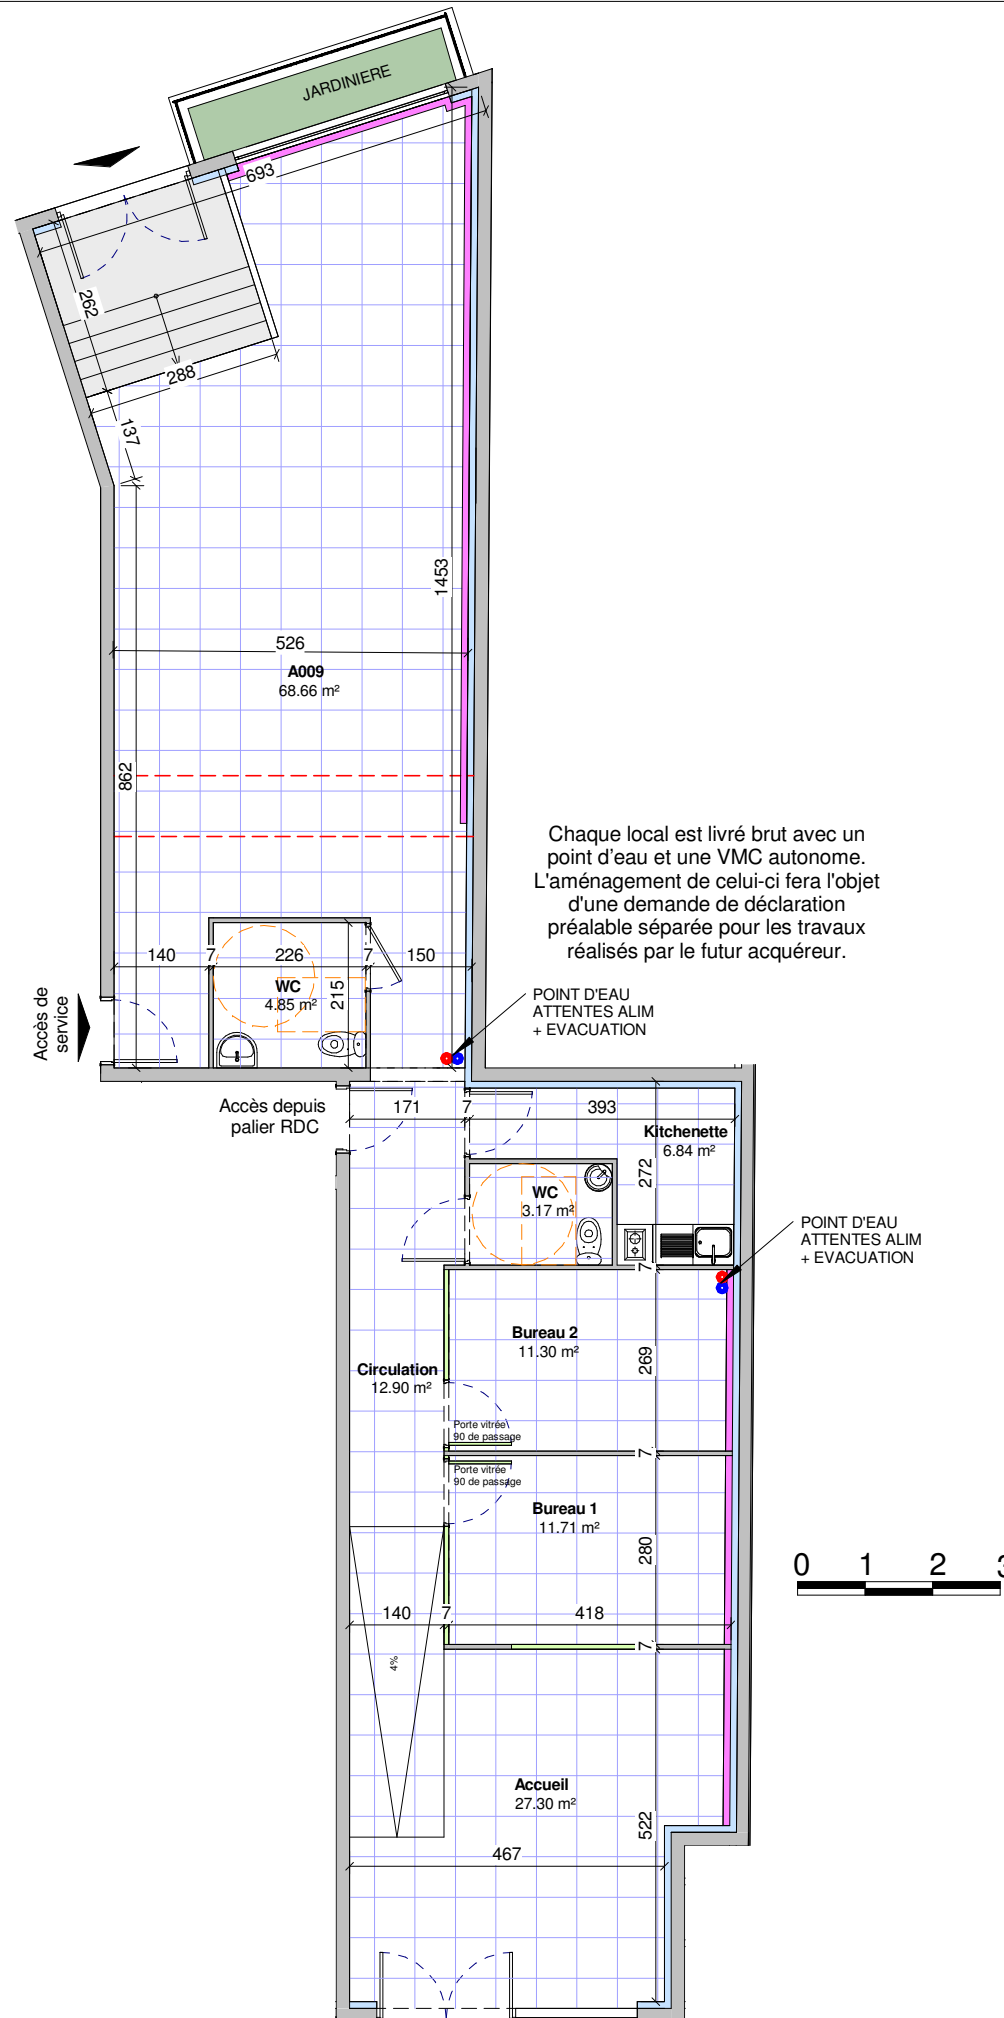 JARDINIERE
693
262
288
137
1453
526
A009
68.66 m²
862
Chaque local est livré brut avec un
point d'eau et une VMC autonome.
L'aménagement de celui-ci fera l'objet
d'une demande de déclaration
préalable séparée pour les travaux
réalisés par le futur acquéreur.
140 7 226 7 150
WC
4.85 m²
215
Accès de
service
POINT D'EAU
ATTENTES ALIM
+ EVACUATION
Accès depuis
palier RDC
171 7 393
Kitchenette
6.84 m²
272
WC
3.17 m²
POINT D'EAU
ATTENTES ALIM
+ EVACUATION
7
Bureau 2
11.30 m²
269
Circulation
12.90 m²
Porte vitrée
90 de passage
7
Porte vitrée
90 de passage
Bureau 1
11.71 m²
280
0 1 2 3
140 7 418
7
4%
Accueil
27.30 m²
522
467